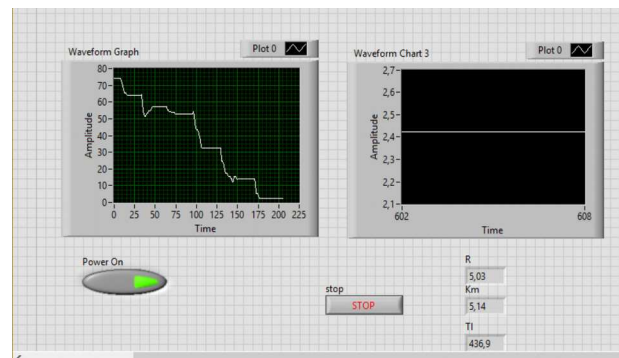 Waveform Graph
Plot 0
80
70
60
50
40
30
20
10
0
Amplitude
0 25 50 75 100 125 150 175 200 225
Time
Waveform Chart 3
Plot 0
2,7
2,6
2,5
2,4
2,3
2,1
Amplitude
602 608
Time
Power On
stop
STOP
R
5,03
Km
5,14
TI
436,9